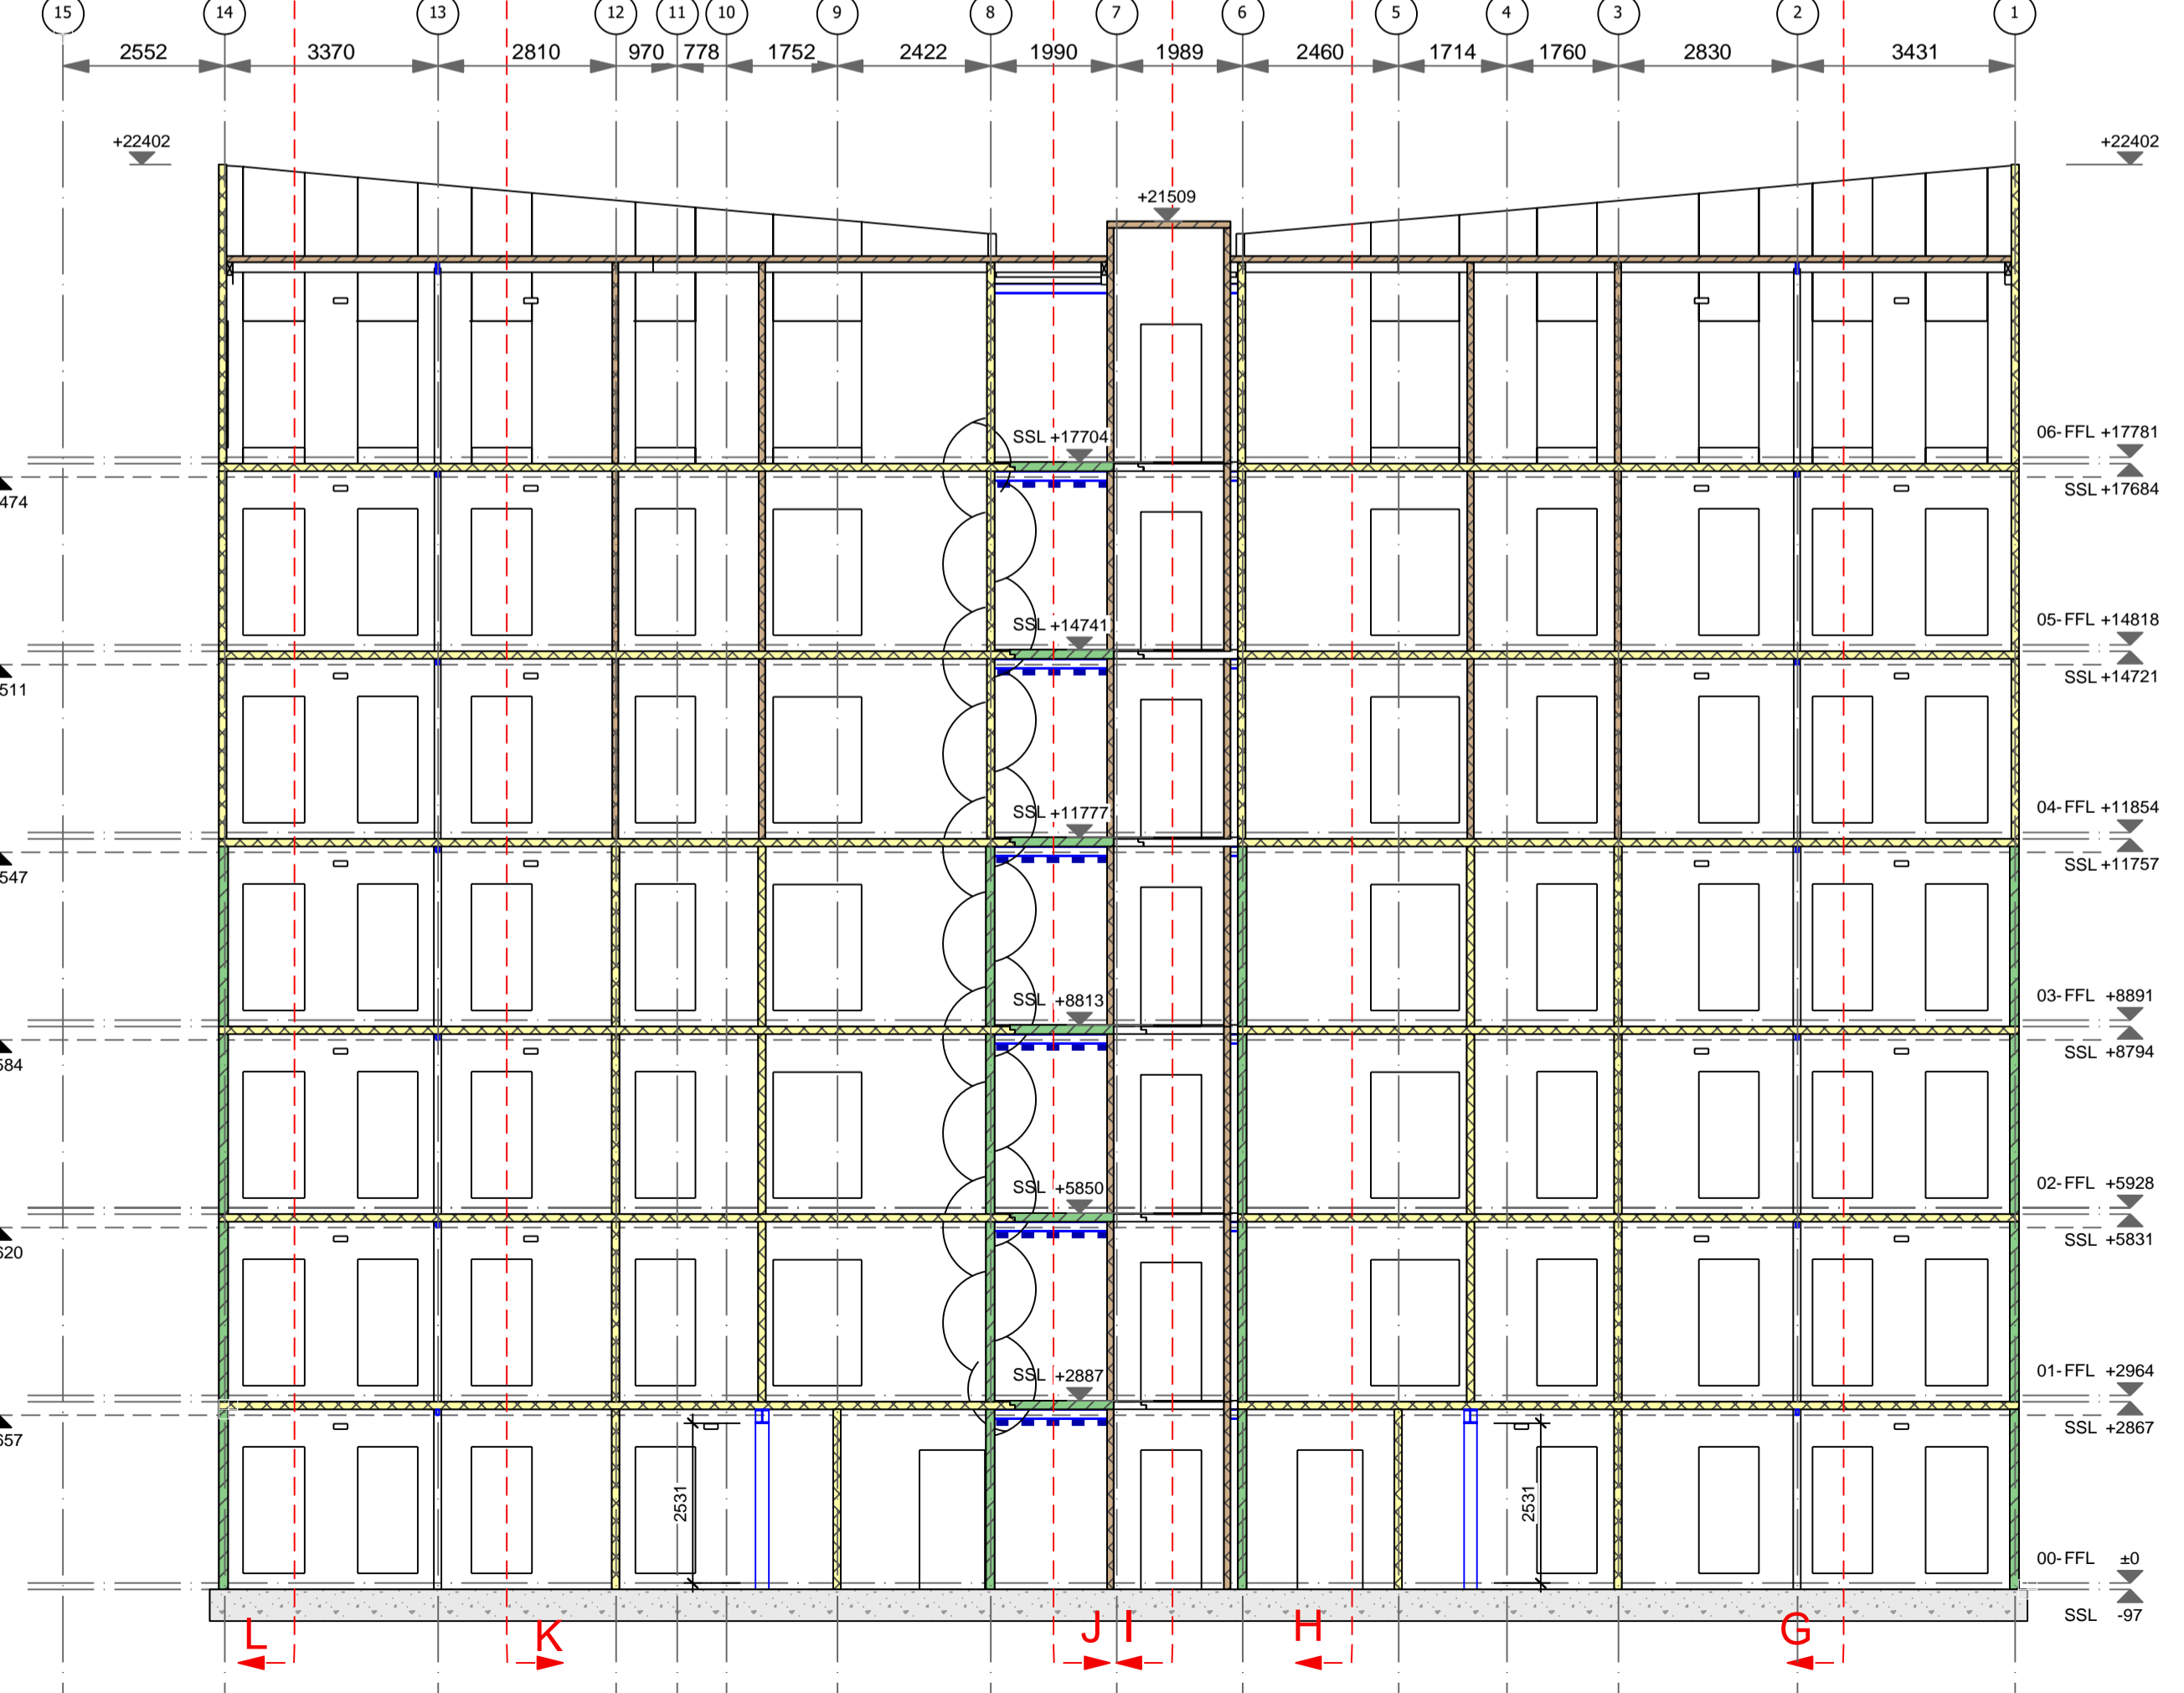 15 14 13 12 11 10 9 8 7 6 5 4 3 2 1
2552 3370 2810 970 778 1752 2422 1990 1989 2460 1714 1760 2830 3431
+22402 +22402
+21509
SSL +17704 06-FFL +17781
474 SSL +17684
SSL +14741 05-FFL +14818
511 SSL +14721
SSL +11777 04-FFL +11854
547 SSL +11757
SSL +8813 03-FFL +8891
584 SSL +8794
SSL +5850 02-FFL +5928
620 SSL +5831
SSL +2887 01-FFL +2964
657 SSL +2867
2531 2531
00-FFL ±0
SSL -97
L K J I H G